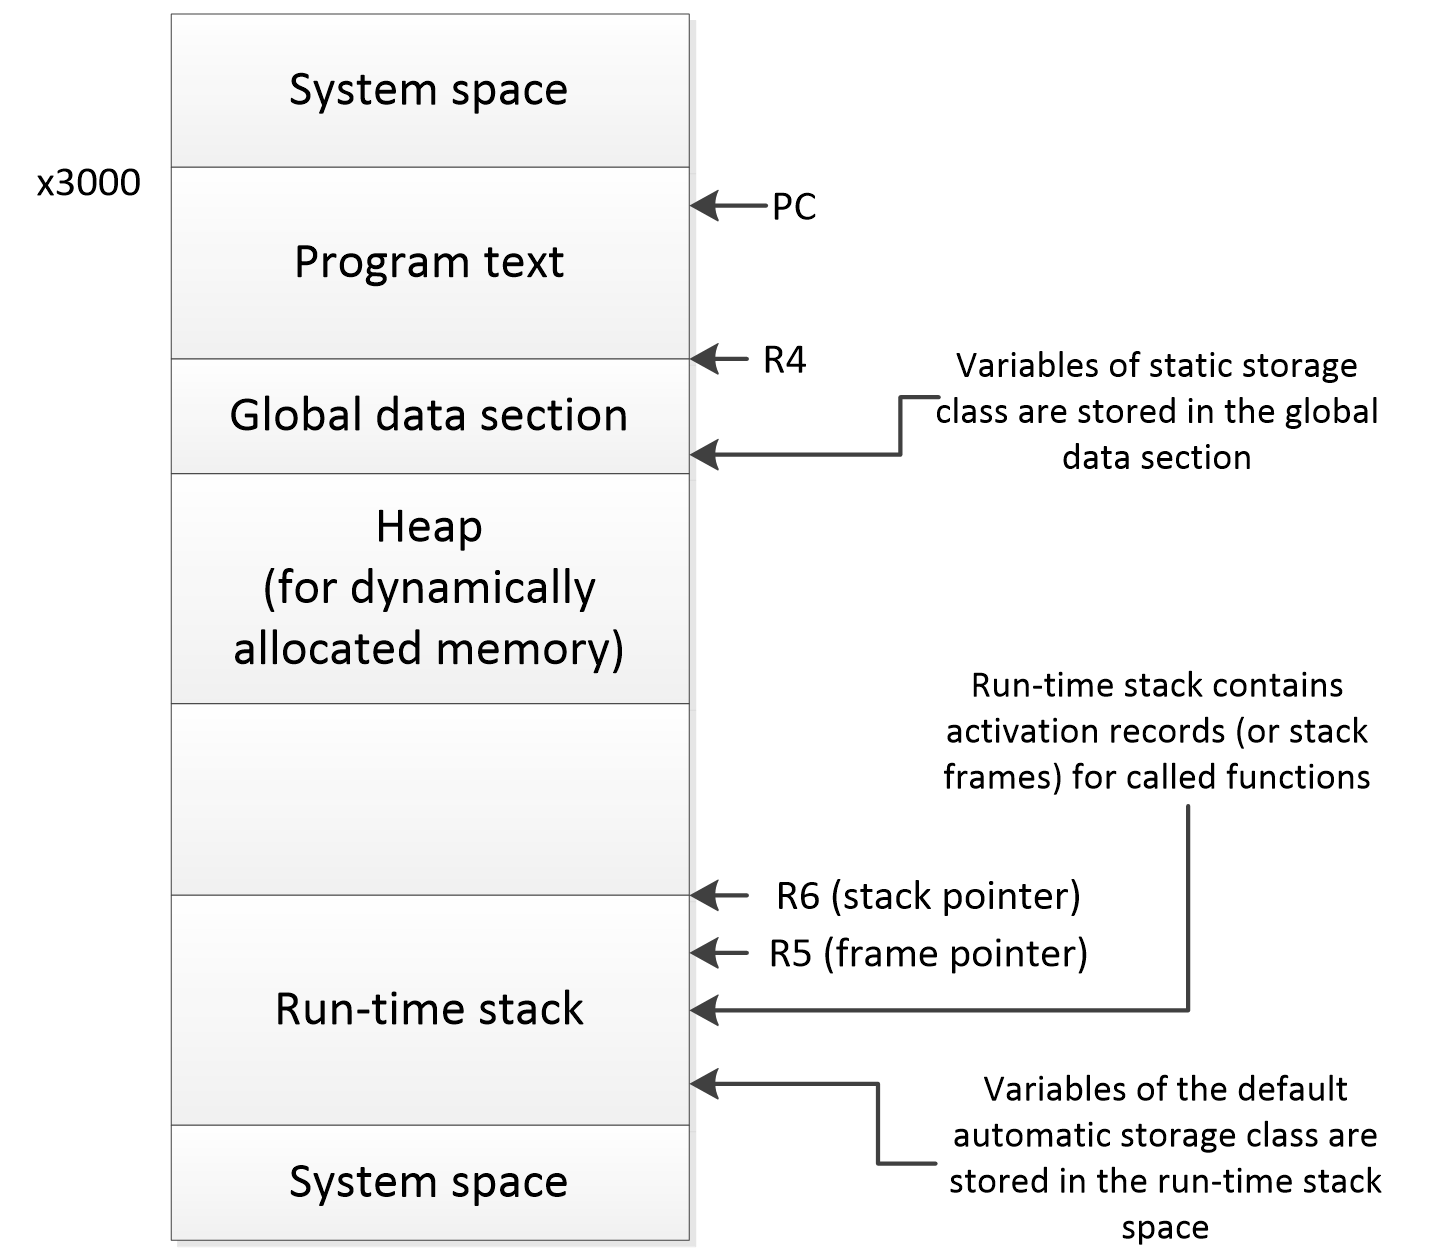 System space
x3000
PC
Program text
R4
Variables of static storage
class are stored in the global
data section
Global data section
Heap
(for dynamically
allocated memory)
Run-time stack contains
activation records (or stack
frames) for called functions
R6 (stack pointer)
R5 (frame pointer)
Run-time stack
Variables of the default
automatic storage class are
stored in the run-time stack
space
System space